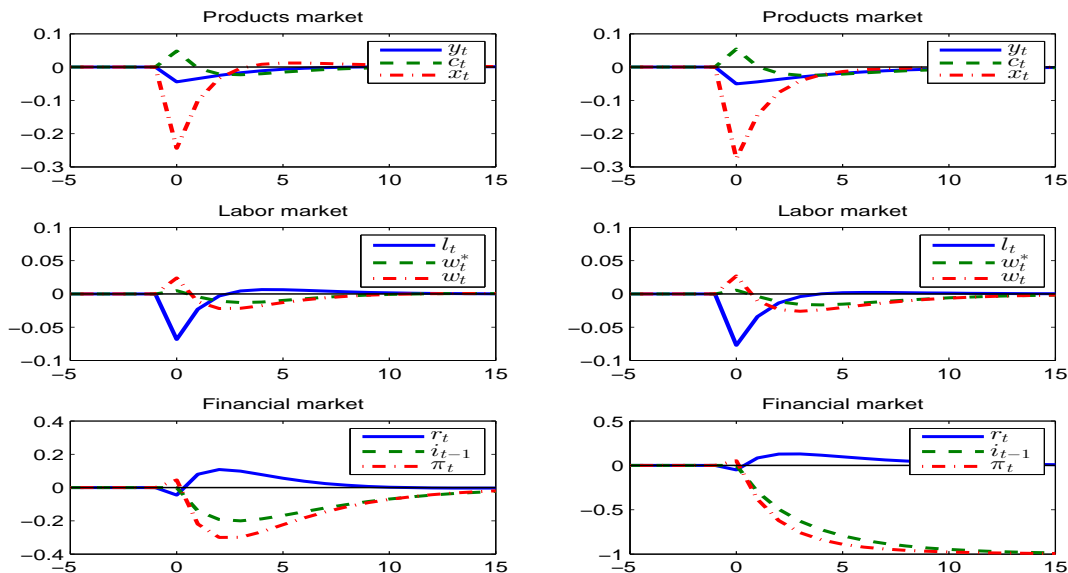 Products market
0.1
0
−0.1
−0.2
−0.3
−5
0
5
10
15
y_t
c_t
x_t
Products market
0.1
0
−0.1
−0.2
−0.3
−5
0
5
10
15
y_t
c_t
x_t
Labor market
0.1
0.05
0
−0.05
−0.1
−5
0
5
10
15
l_t
w_t^*
w_t
Labor market
0.1
0.05
0
−0.05
−0.1
−5
0
5
10
15
l_t
w_t^*
w_t
Financial market
0.4
0.2
0
−0.2
−0.4
−5
0
5
10
15
r_t
i_{t−1}
π_t
Financial market
0.5
0
−0.5
−1
−5
0
5
10
15
r_t
i_{t−1}
π_t